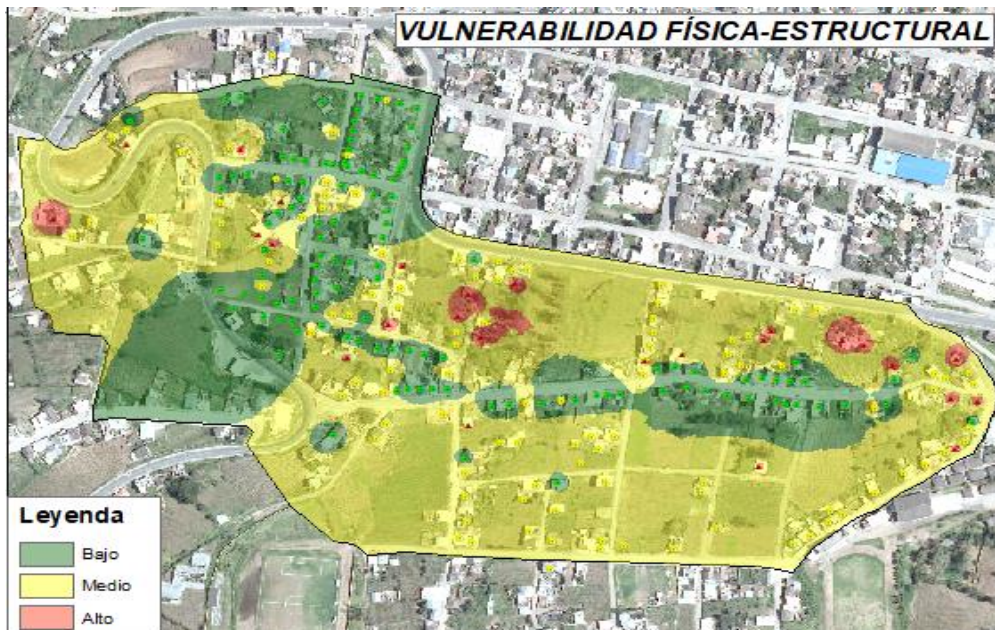 VULNERABILIDAD FÍSICA-ESTRUCTURAL
Leyenda
Bajo
Medio
Alto